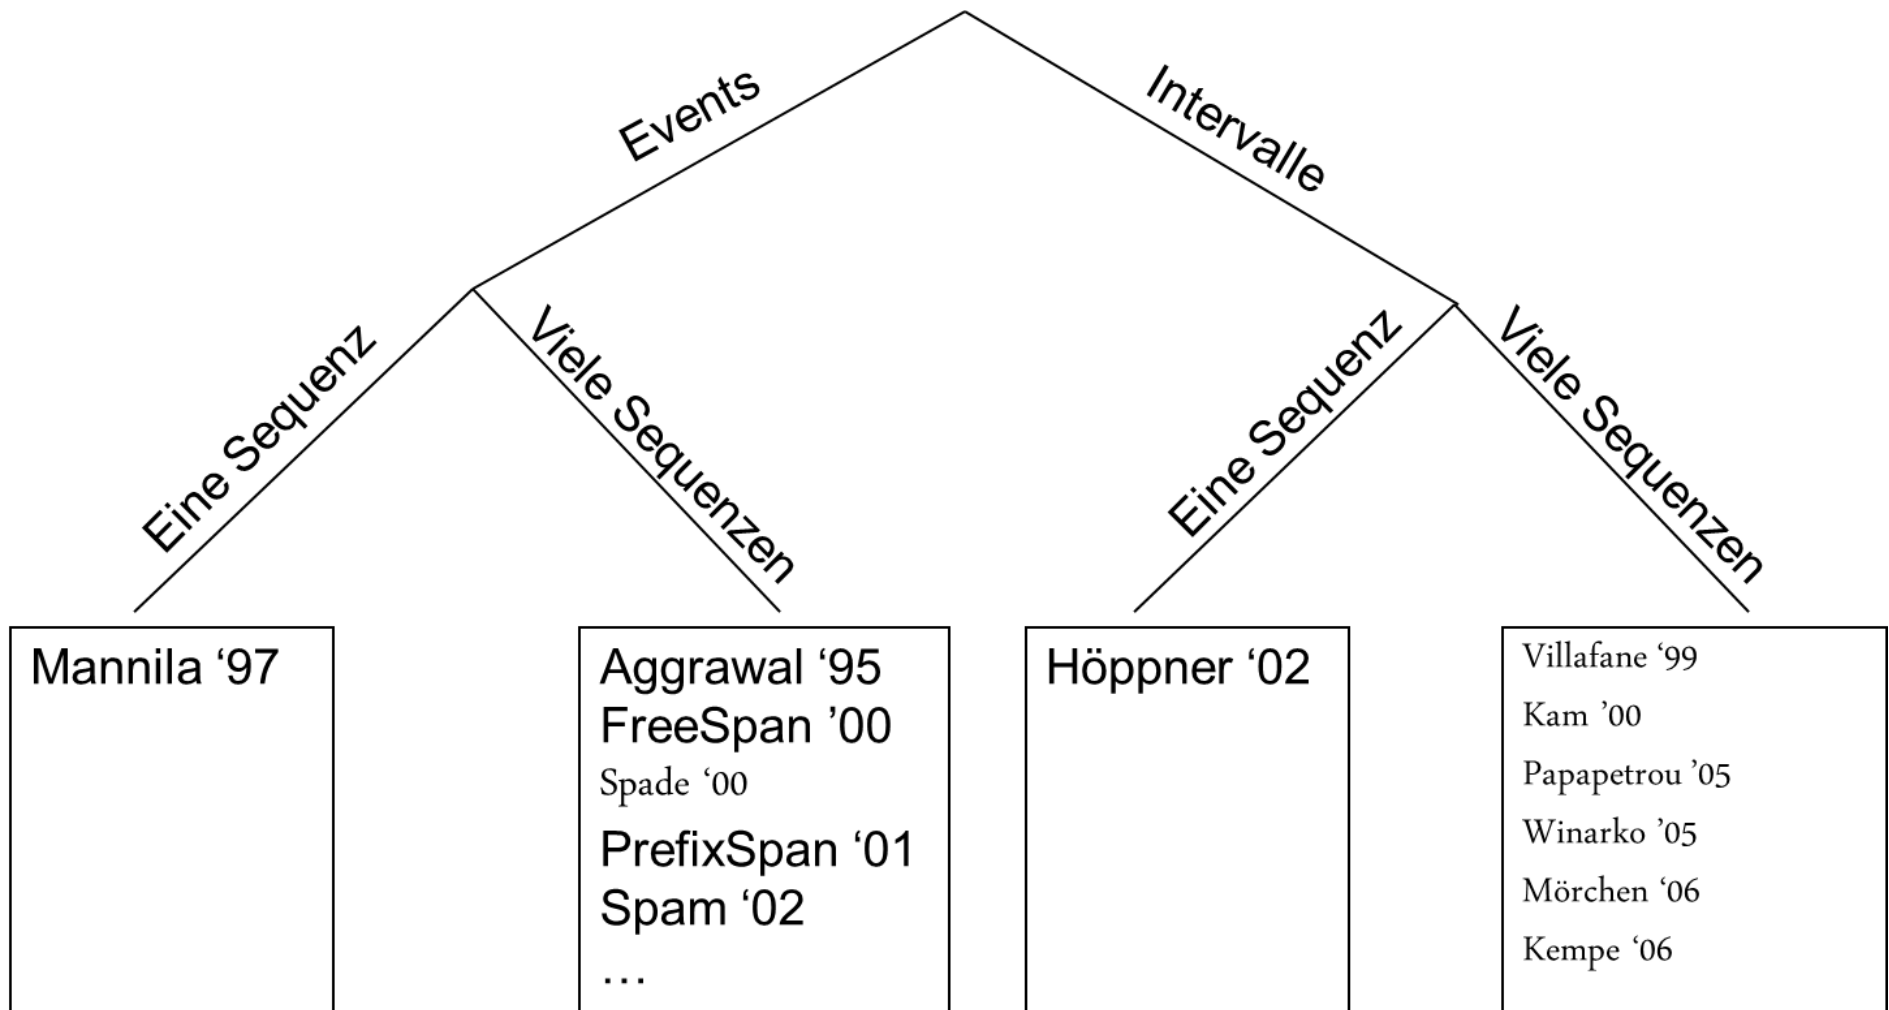 Events
Intervalle
Eine Sequenz
Viele Sequenzen
Eine Sequenz
Viele Sequenzen
Mannila ‘97
Aggrawal ‘95
FreeSpan ’00
Spade ‘00
PrefixSpan ‘01
Spam ‘02
…
Höppner ‘02
Villafane ‘99
Kam ’00
Papapetrou ’05
Winarko ’05
Mörchen ‘06
Kempe ‘06